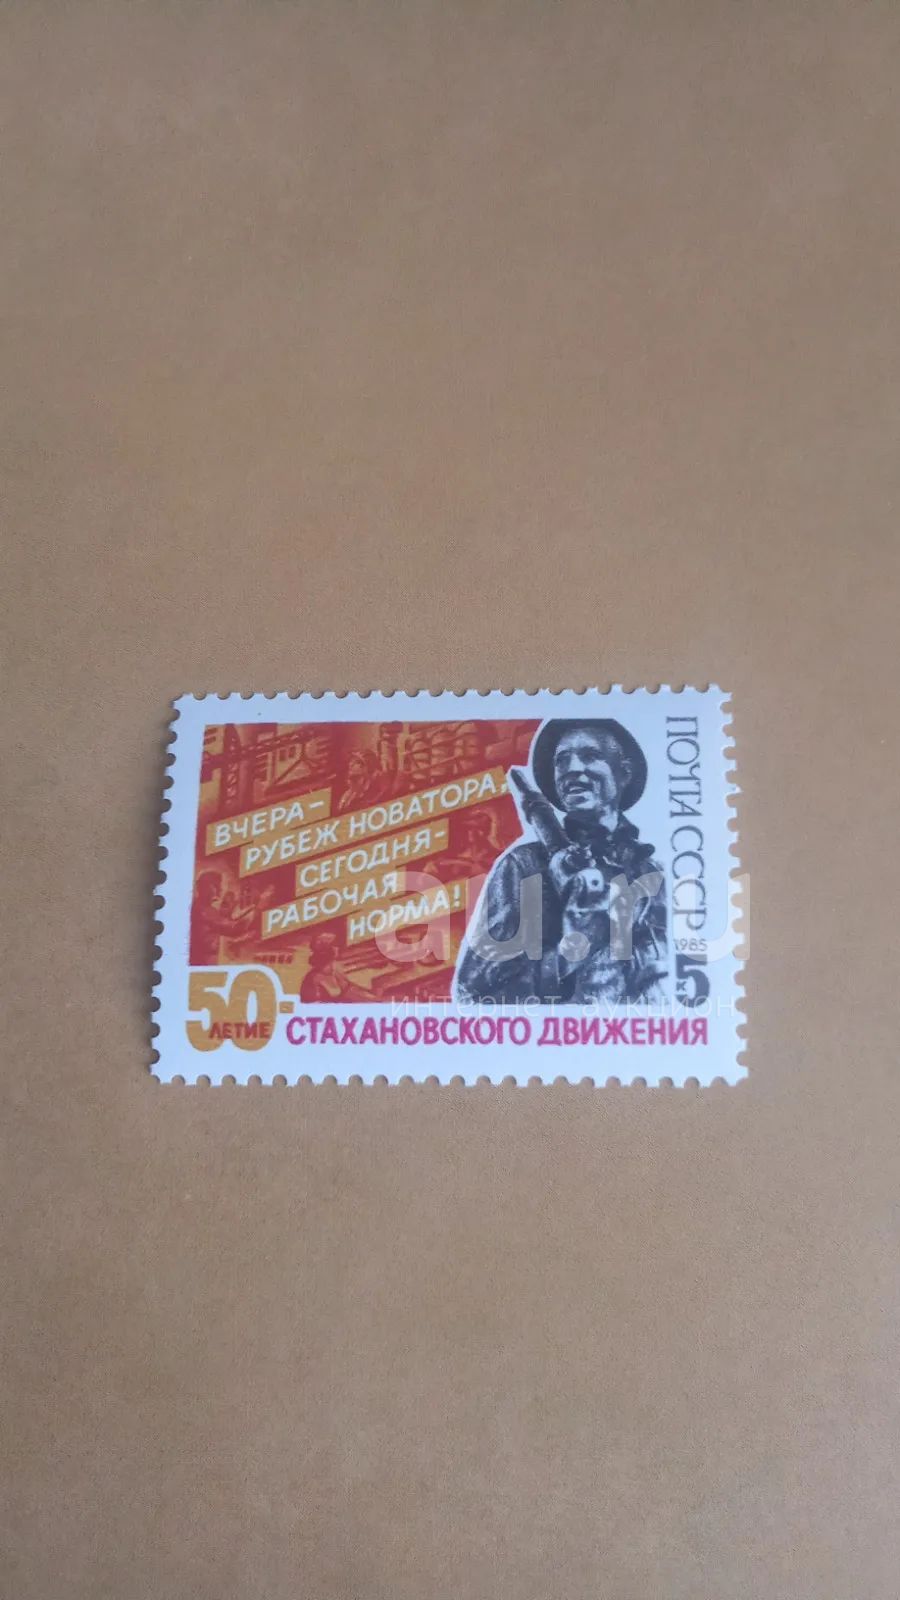 ВЧЕРА-
РУБЕЖ НОВАТОРА,
СЕГОДНЯ-
РАБОЧАЯ
НОРМА!
ПОЧТА СССР
1985
5 к
50-
ЛЕТИЕ
СТАХАНОВСКОГО ДВИЖЕНИЯ
au.ru
интернет аукцион